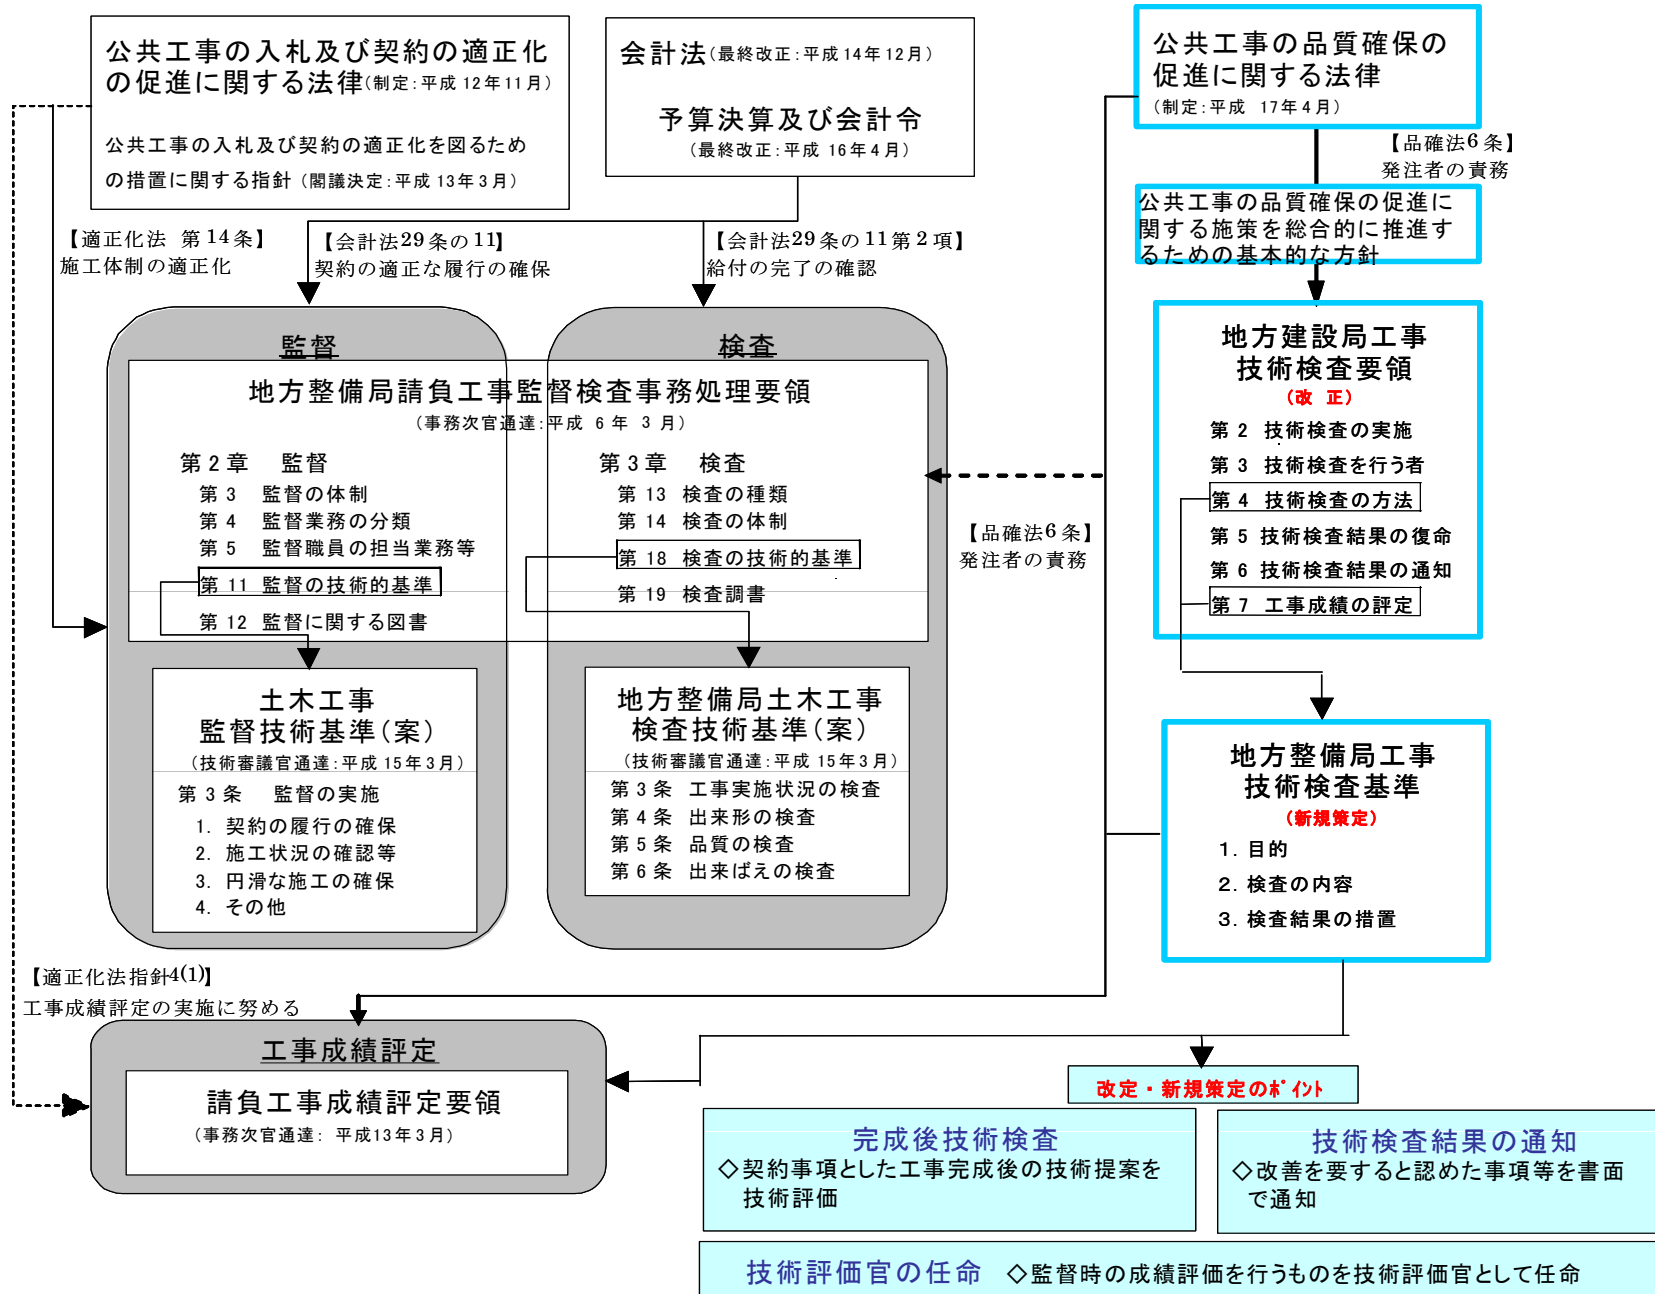 公共工事の入札及び契約の適正化
の促進に関する法律(制定:平成12年11月)
公共工事の入札及び契約の適正化を図るため
の措置に関する指針(閣議決定:平成13年3月)
会計法(最終改正:平成14年12月)
予算決算及び会計令
(最終改正:平成16年4月)
公共工事の品質確保の
促進に関する法律
(制定:平成 17年4月)
【品確法6条】
発注者の責務
公共工事の品質確保の促進に
関する施策を総合的に推進す
るための基本的な方針
【適正化法 第14条】
施工体制の適正化
【会計法29条の11】
契約の適正な履行の確保
【会計法29条の11第2項】
給付の完了の確認
監督
検査
地方整備局請負工事監督検査事務処理要領
(事務次官通達:平成 6年 3月)
第2章 監督
第3 監督の体制
第4 監督業務の分類
第5 監督職員の担当業務等
第11 監督の技術的基準
第12 監督に関する図書
第3章 検査
第13 検査の種類
第14 検査の体制
第18 検査の技術的基準
第19 検査調書
土木工事
監督技術基準(案)
(技術審議官通達:平成15年3月)
第3条 監督の実施
1. 契約の履行の確保
2. 施工状況の確認等
3. 円滑な施工の確保
4. その他
地方整備局土木工事
検査技術基準(案)
(技術審議官通達:平成15年3月)
第3条 工事実施状況の検査
第4条 出来形の検査
第5条 品質の検査
第6条 出来ばえの検査
【品確法6条】
発注者の責務
地方建設局工事
技術検査要領
(改 正)
第2 技術検査の実施
第3 技術検査を行う者
第4 技術検査の方法
第5 技術検査結果の復命
第6 技術検査結果の通知
第7 工事成績の評定
地方整備局工事
技術検査基準
(新規策定)
1. 目的
2. 検査の内容
3. 検査結果の措置
【適正化法指針4(1)】
工事成績評定の実施に努める
工事成績評定
請負工事成績評定要領
(事務次官通達: 平成13年3月)
改定・新規策定のﾎﾟｲﾝﾄ
完成後技術検査
◇契約事項とした工事完成後の技術提案を
技術評価
技術検査結果の通知
◇改善を要すると認めた事項等を書面
で通知
技術評価官の任命 ◇監督時の成績評価を行うものを技術評価官として任命